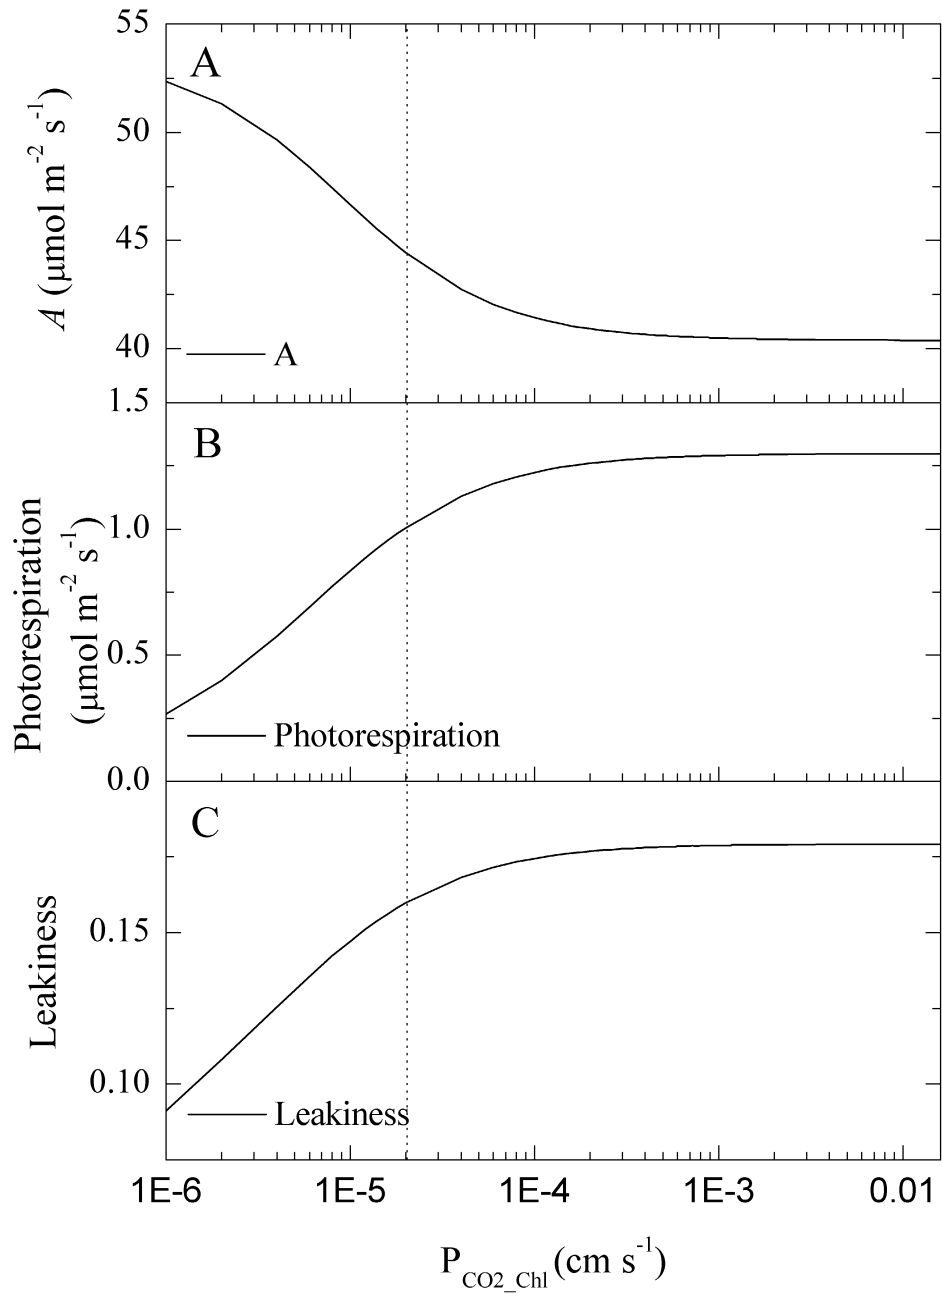 55
A
50
45
40
A (μmol m-2 s-1)
A
1.5
B
1.0
0.5
0.0
Photorespiration
(μmol m-2 s-1)
Photorespiration
C
0.15
0.10
Leakiness
Leakiness
1E-6 1E-5 1E-4 1E-3 0.01
PCO2_Chl (cm s-1)